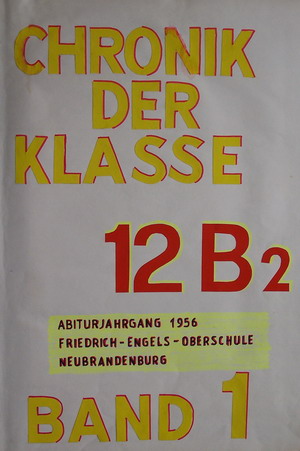 CHRONIK
DER
KLASSE
12 B2
ABITURJAHRGANG 1956
FRIEDRICH-ENGELS-OBERSCHULE
NEUBRANDENBURG
BAND 1